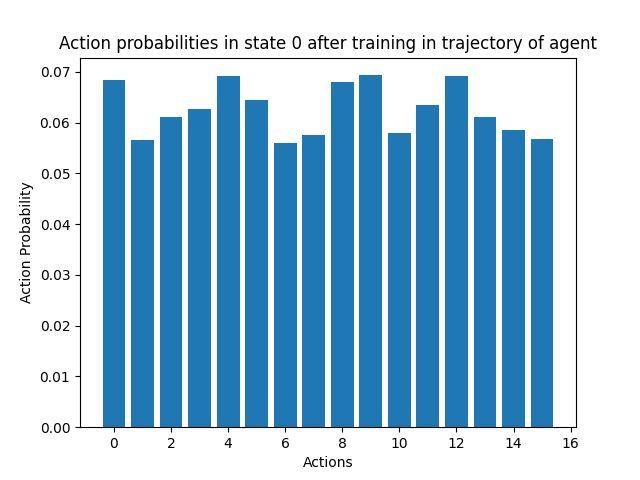 Action probabilities in state 0 after training in trajectory of agent
0.07
0.06
0.05
0.04
0.03
0.02
0.01
0.00
Action Probability
0 2 4 6 8 10 12 14 16
Actions